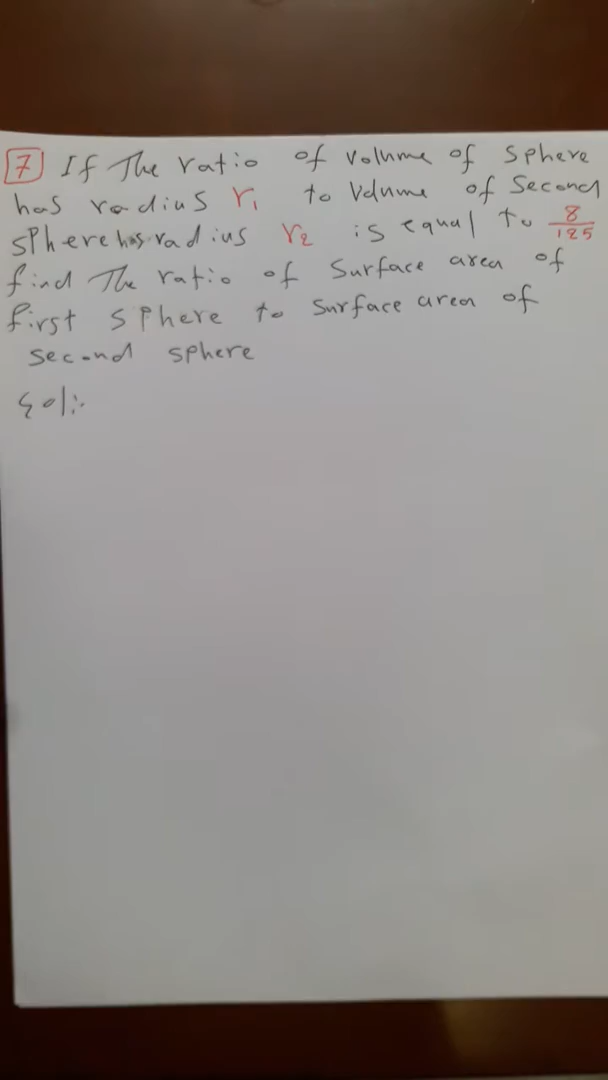 7 If The ratio of volume of sphere
has radius r₁ to volume of Second
sphere has radius r₂ is equal to 8/125
find The ratio of Surface area of
first sphere to surface area of
second sphere
Sol:-